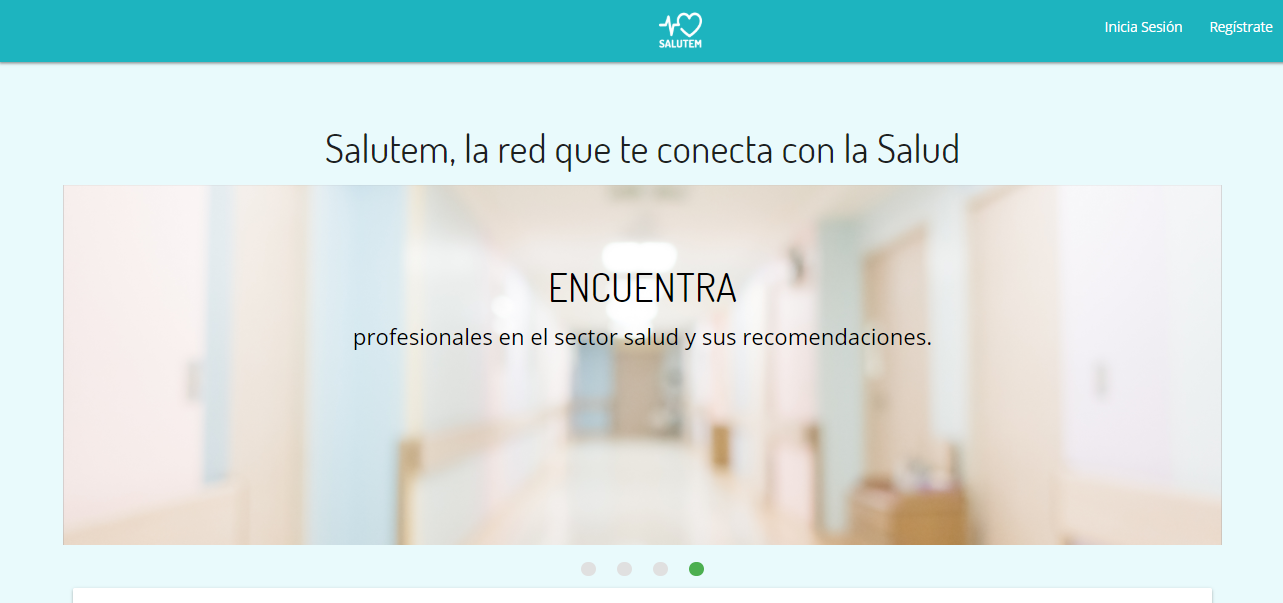 SALUTEM
Inicia Sesión
Regístrate
Salutem, la red que te conecta con la Salud
ENCUENTRA
profesionales en el sector salud y sus recomendaciones.